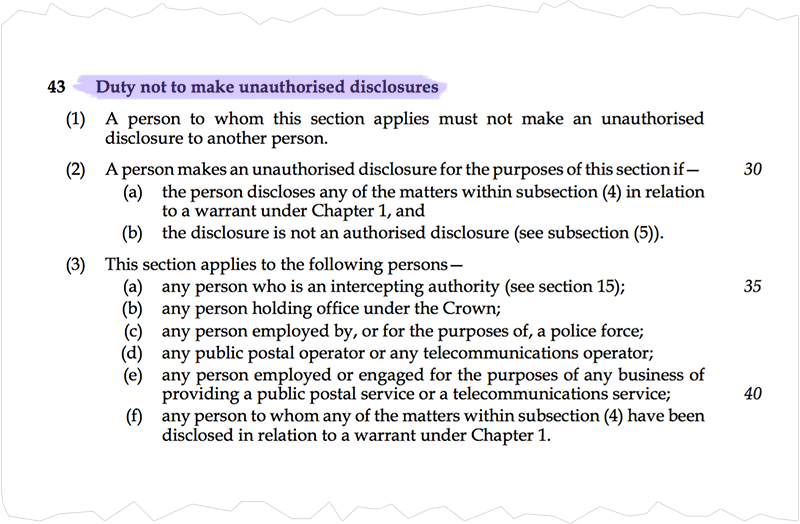 43 Duty not to make unauthorised disclosures
(1) A person to whom this section applies must not make an unauthorised
disclosure to another person.
(2) A person makes an unauthorised disclosure for the purposes of this section if— 30
(a) the person discloses any of the matters within subsection (4) in relation
to a warrant under Chapter 1, and
(b) the disclosure is not an authorised disclosure (see subsection (5)).
(3) This section applies to the following persons—
(a) any person who is an intercepting authority (see section 15); 35
(b) any person holding office under the Crown;
(c) any person employed by, or for the purposes of, a police force;
(d) any public postal operator or any telecommunications operator;
(e) any person employed or engaged for the purposes of any business of
providing a public postal service or a telecommunications service; 40
(f) any person to whom any of the matters within subsection (4) have been
disclosed in relation to a warrant under Chapter 1.